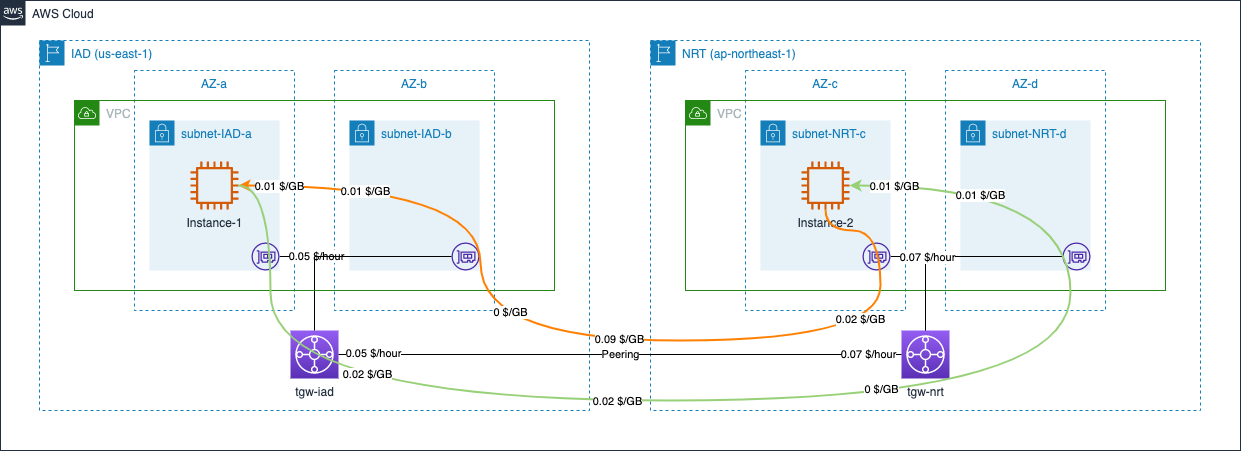 aws
AWS Cloud
IAD (us-east-1)
NRT (ap-northeast-1)
AZ-a
AZ-b
AZ-c
AZ-d
VPC
VPC
subnet-IAD-a
subnet-IAD-b
subnet-NRT-c
subnet-NRT-d
0.01 $/GB
0.01 $/GB
0.01 $/GB
0.01 $/GB
Instance-1
Instance-2
0.05 $/hour
0.07 $/hour
0 $/GB
0.02 $/GB
0.09 $/GB
0.05 $/hour
Peering
0.07 $/hour
0.02 $/GB
0 $/GB
tgw-iad
tgw-nrt
0.02 $/GB